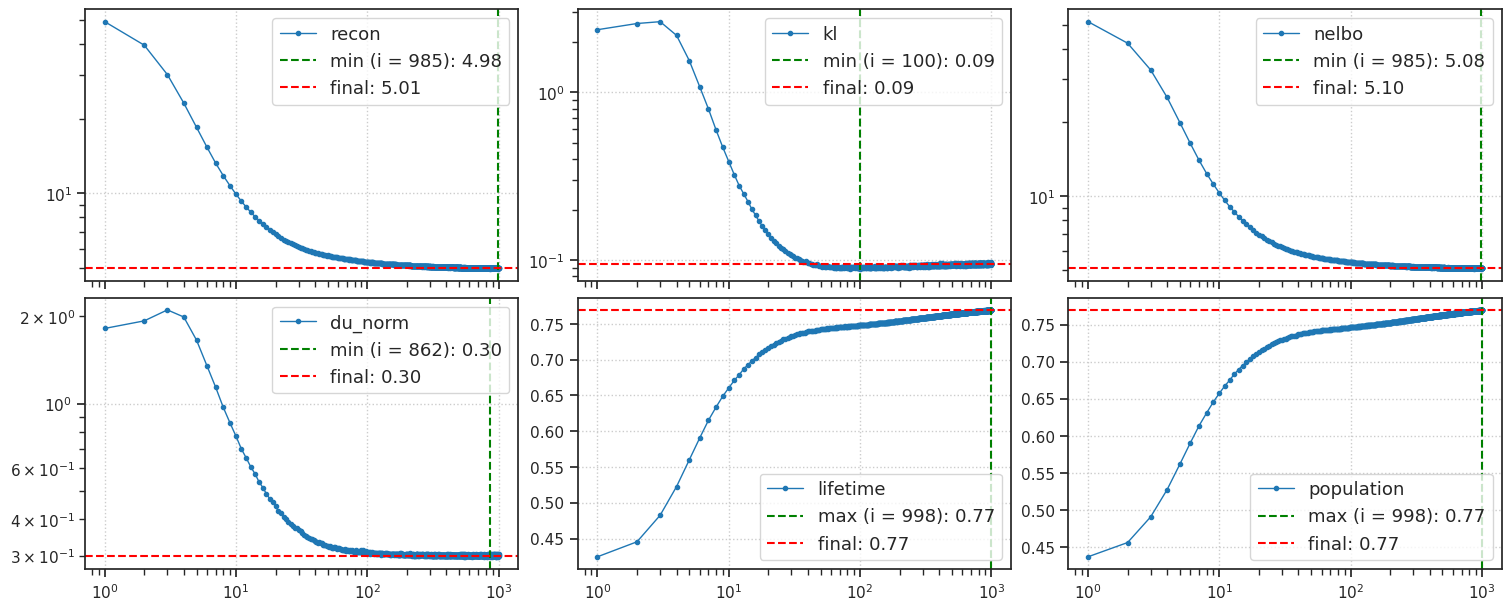 recon
min (i = 985): 4.98
final: 5.01
10¹
kl
min (i = 100): 0.09
final: 0.09
10⁰
10⁻¹
nelbo
min (i = 985): 5.08
final: 5.10
10¹
du_norm
min (i = 862): 0.30
final: 0.30
2 × 10⁰
10⁰
6 × 10⁻¹
4 × 10⁻¹
3 × 10⁻¹
10⁰ 10¹ 10² 10³
0.75
0.70
0.65
0.60
0.55
0.50
0.45
lifetime
max (i = 998): 0.77
final: 0.77
10⁰ 10¹ 10² 10³
0.75
0.70
0.65
0.60
0.55
0.50
0.45
population
max (i = 998): 0.77
final: 0.77
10⁰ 10¹ 10² 10³